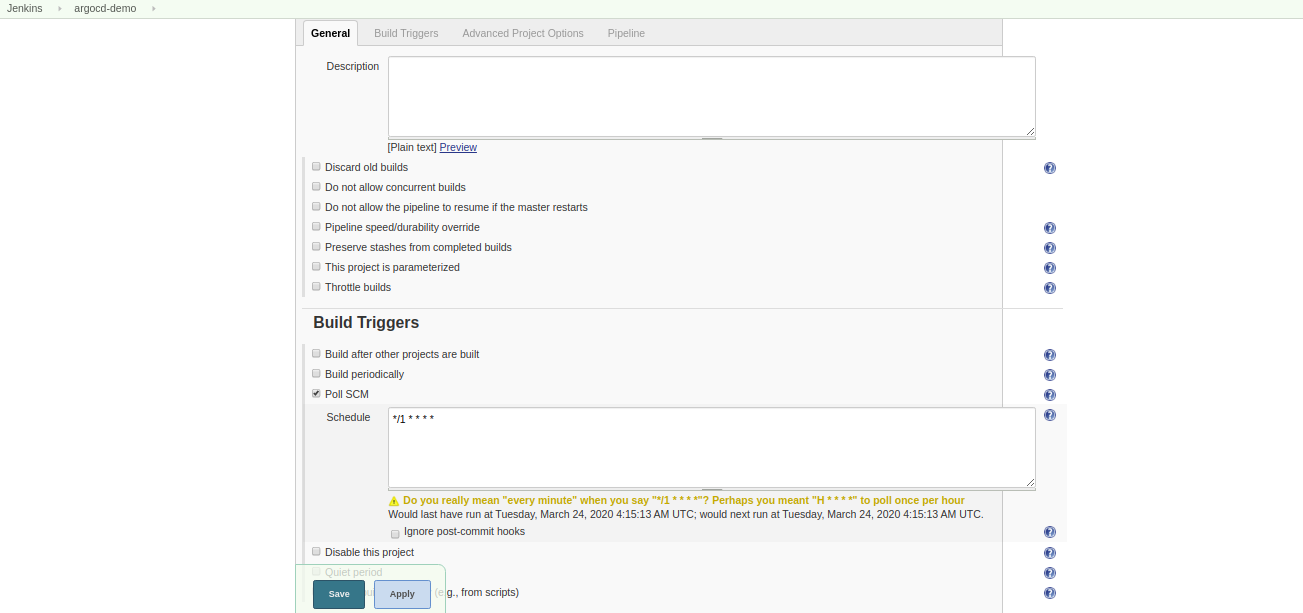 Jenkins argocd-demo
General Build Triggers Advanced Project Options Pipeline
Description
[Plain text] Preview
Discard old builds
Do not allow concurrent builds
Do not allow the pipeline to resume if the master restarts
Pipeline speed/durability override
Preserve stashes from completed builds
This project is parameterized
Throttle builds
Build Triggers
Build after other projects are built
Build periodically
Poll SCM
Schedule */1 * * * *
Do you really mean "every minute" when you say "*/1 * * * *"? Perhaps you meant "H * * * *" to poll once per hour
Would last have run at Tuesday, March 24, 2020 4:15:13 AM UTC; would next run at Tuesday, March 24, 2020 4:15:13 AM UTC.
Ignore post-commit hooks
Disable this project
Quiet period
Save Apply (e.g., from scripts)